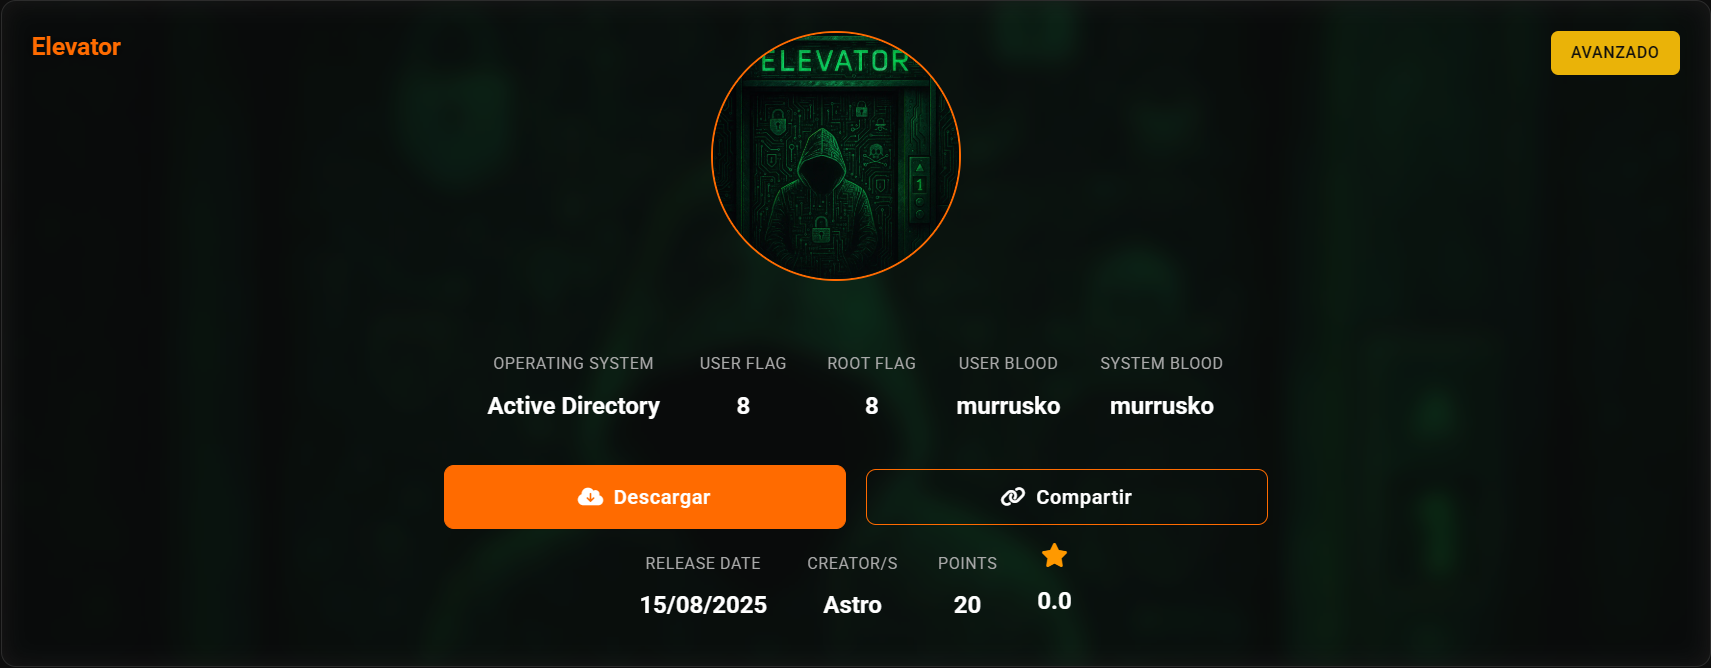 Elevator
ELEVATOR
AVANZADO
1
OPERATING SYSTEM USER FLAG ROOT FLAG USER BLOOD SYSTEM BLOOD
Active Directory 8 8 murrusko murrusko
Descargar Compartir
RELEASE DATE CREATOR/S POINTS
15/08/2025 Astro 20 0.0